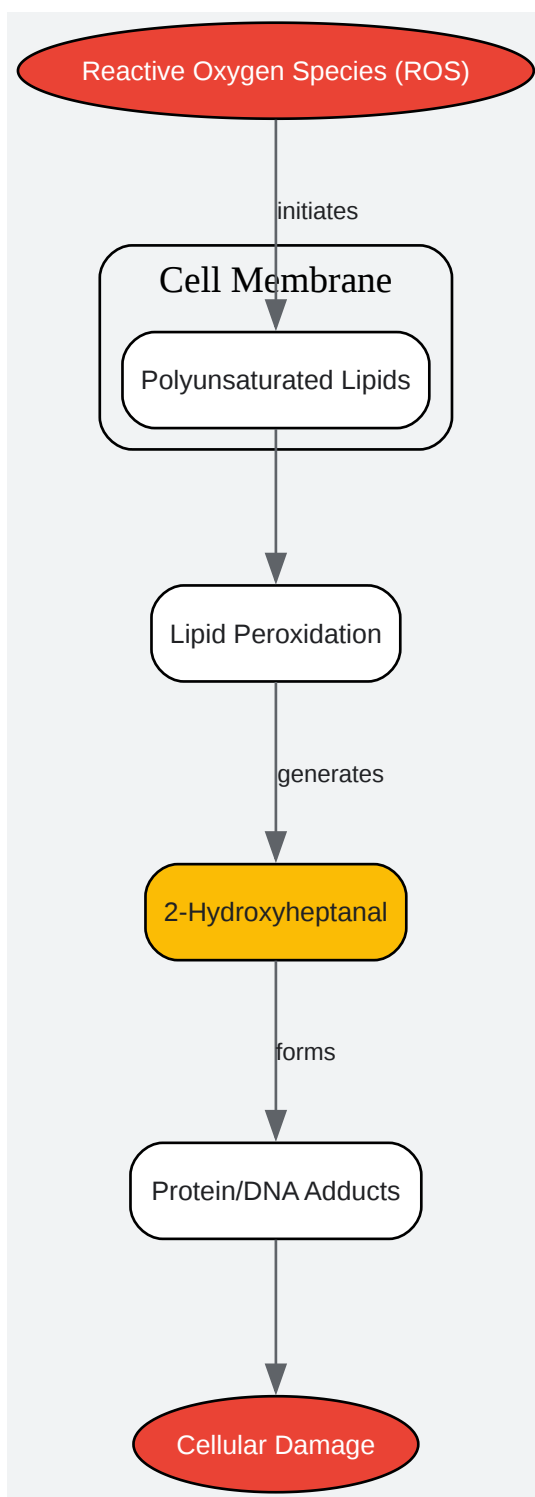 Reactive Oxygen Species (ROS)
initiates
Cell Membrane
Polyunsaturated Lipids
Lipid Peroxidation
generates
2-Hydroxyheptanal
forms
Protein/DNA Adducts
Cellular Damage